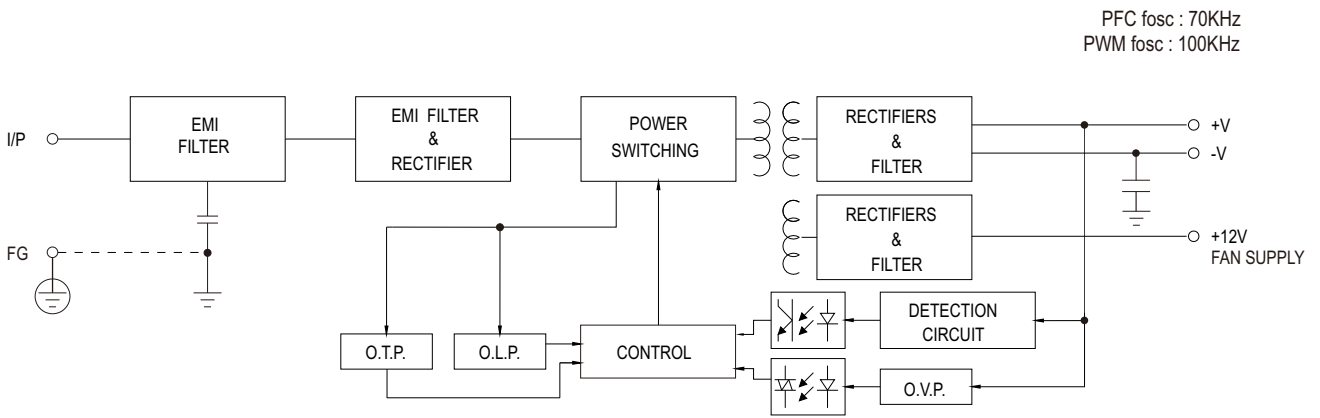 PFC fosc : 70KHz
PWM fosc : 100KHz
I/P
EMI
FILTER
EMI FILTER
&
RECTIFIER
POWER
SWITCHING
RECTIFIERS
&
FILTER
+V
-V
RECTIFIERS
&
FILTER
+12V
FAN SUPPLY
FG
O.T.P.
O.L.P.
CONTROL
DETECTION
CIRCUIT
O.V.P.